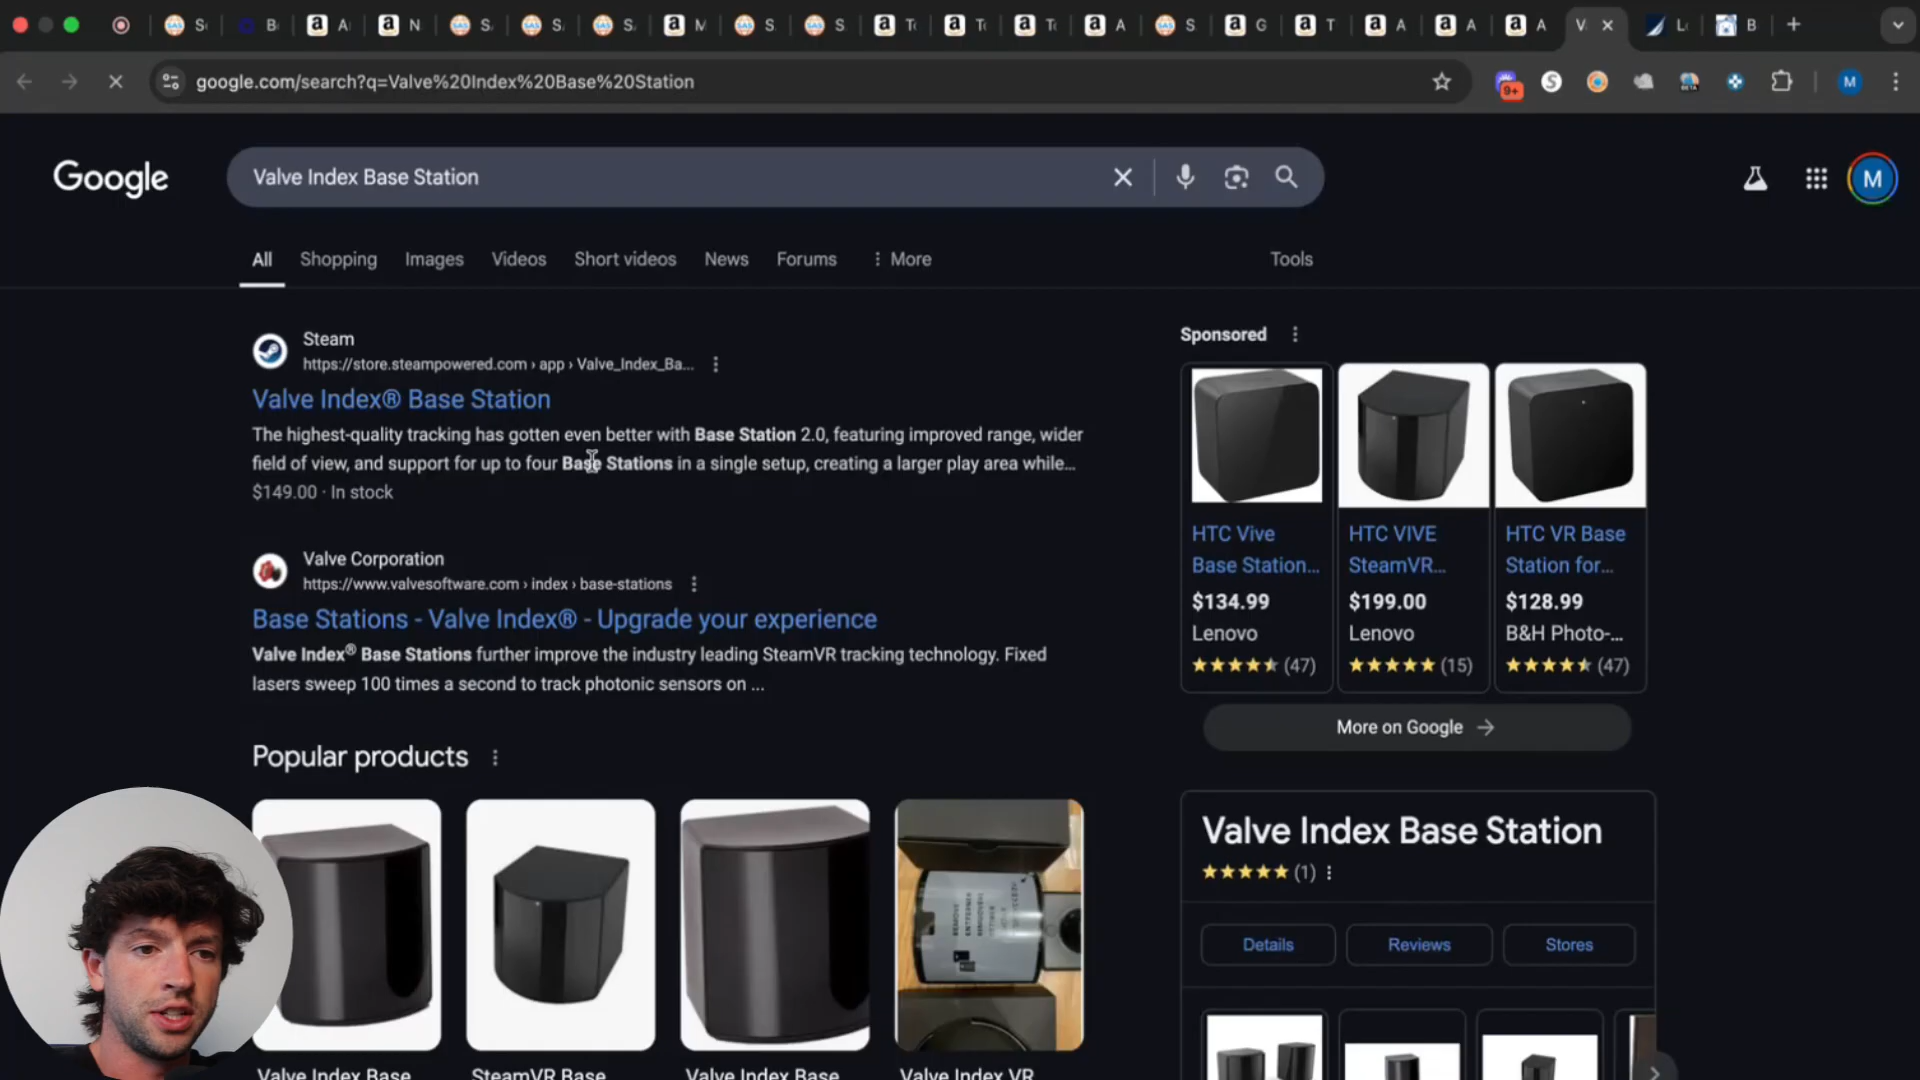 S
B
A
N
S
S
S
M
S
S
To
To
To
A
S
G
T
A
A
A
V
L
B
google.com/search?q=Valve%20Index%20Base%20Station
9+
S
BETA
M
Google
Valve Index Base Station
M
All
Shopping
Images
Videos
Short videos
News
Forums
More
Tools
Steam
https://store.steampowered.com › app › Valve_Index_Ba...
Valve Index® Base Station
The highest-quality tracking has gotten even better with Base Station 2.0, featuring improved range, wider
field of view, and support for up to four Base Stations in a single setup, creating a larger play area while...
$149.00 · In stock
Valve Corporation
https://www.valvesoftware.com › index › base-stations
Base Stations - Valve Index® - Upgrade your experience
Valve Index® Base Stations further improve the industry leading SteamVR tracking technology. Fixed
lasers sweep 100 times a second to track photonic sensors on ...
Popular products
Valve Index Base
SteamVR Base
Valve Index Base
Valve Index VR
Sponsored
HTC Vive
Base Station...
$134.99
Lenovo
(47)
HTC VIVE
SteamVR...
$199.00
Lenovo
(15)
HTC VR Base
Station for...
$128.99
B&H Photo-...
(47)
More on Google
Valve Index Base Station
(1)
Details
Reviews
Stores